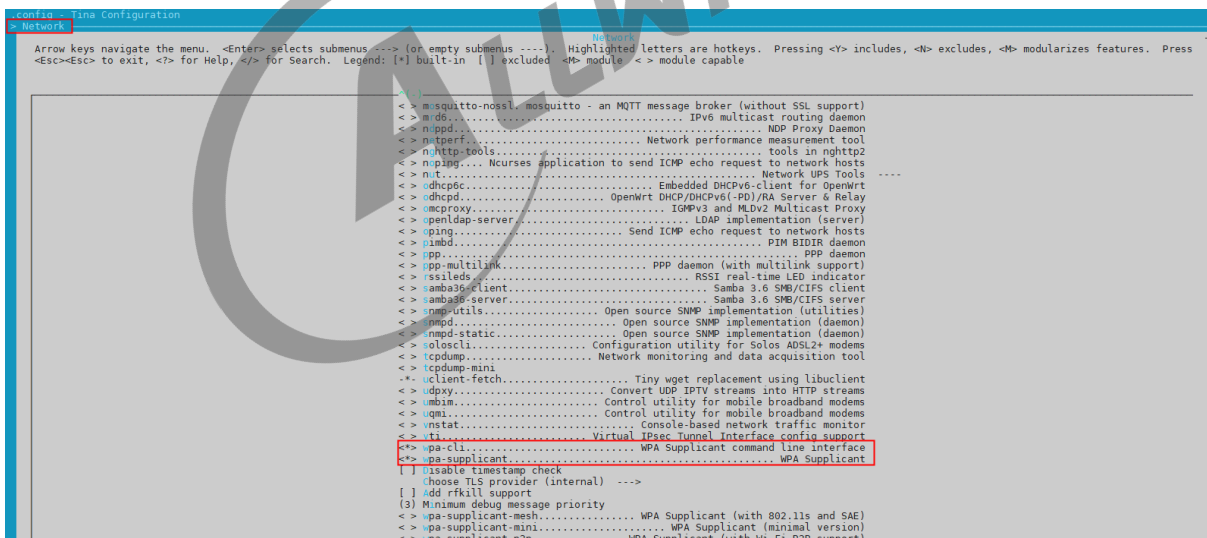 .config - Tina Configuration
> Network
Network
Arrow keys navigate the menu. <Enter> selects submenus ---> (or empty submenus ----). Highlighted letters are hotkeys. Pressing <Y> includes, <N> excludes, <M> modularizes features. Press
<Esc><Esc> to exit, <?> for Help, </> for Search. Legend: [*] built-in [ ] excluded <M> module < > module capable
< > mosquitto-nossl. mosquitto - an MQTT message broker (without SSL support)
< > mrd6.................................... IPv6 multicast routing daemon
< > ndppd................................................... NDP Proxy Daemon
< > netperf............................. Network performance measurement tool
< > nghttp-tools............................................ tools in nghttp2
< > noping.... Ncurses application to send ICMP echo request to network hosts
< > nut.................................................... Network UPS Tools ----
< > odhcp6c............................... Embedded DHCPv6-client for OpenWrt
< > odhcpd........................ OpenWrt DHCP/DHCPv6(-PD)/RA Server & Relay
< > omcproxy................................ IGMPv3 and MLDv2 Multicast Proxy
< > openldap-server............................. LDAP implementation (server)
< > oping............................ Send ICMP echo request to network hosts
< > pimbd................................................... PIM BIDIR daemon
< > ppp........................................................... PPP daemon
< > ppp-multilink........................ PPP daemon (with multilink support)
< > rssileds..................................... RSSI real-time LED indicator
< > samba36-client.................................. Samba 3.6 SMB/CIFS client
< > samba36-server................................. Samba 3.6 SMB/CIFS server
< > snmp-utils................... Open source SNMP implementation (utilities)
< > snmpd........................... Open source SNMP implementation (daemon)
< > snmpd-static.................... Open source SNMP implementation (daemon)
< > soloscli.................... Configuration utility for Solos ADSL2+ modems
< > tcpdump..................... Network monitoring and data acquisition tool
< > tcpdump-mini
-*- uclient-fetch..................... Tiny wget replacement using libuclient
< > udpxy........................... Convert UDP IPTV streams into HTTP streams
< > umbim.......................... Control utility for mobile broadband modems
< > uqmi........................... Control utility for mobile broadband modems
< > vnstat............................. Console-based network traffic monitor
< > vti........................ Virtual IPsec Tunnel Interface config support
<*> wpa-cli............................ WPA Supplicant command line interface
<*> wpa-supplicant............................................ WPA Supplicant
[ ] Disable timestamp check
Choose TLS provider (internal) --->
[ ] Add rfkill support
(3) Minimum debug message priority
< > wpa-supplicant-mesh................ WPA Supplicant (with 802.11s and SAE)
< > wpa-supplicant-mini..................... WPA Supplicant (minimal version)
< > wpa-supplicant-p2p............... WPA Supplicant (with Wi-Fi P2P support)